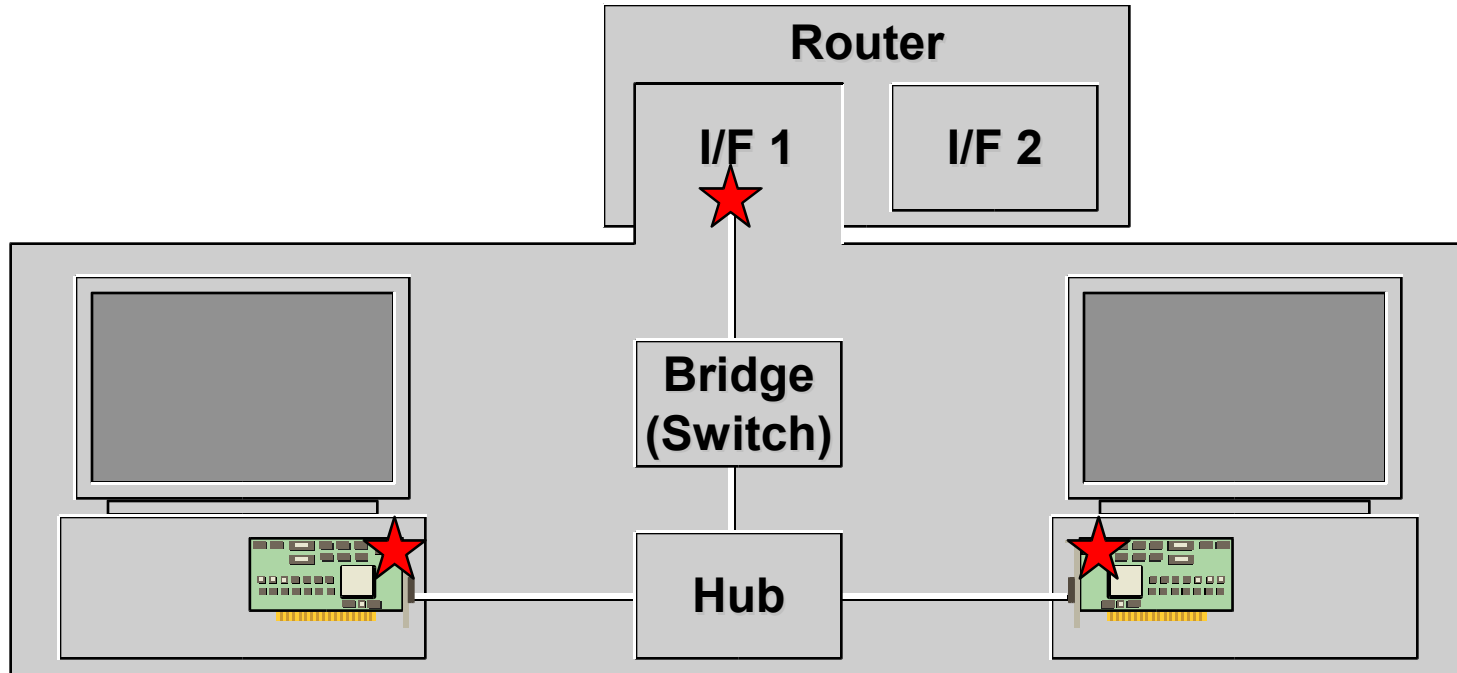 Router
I/F 1
I/F 2
Bridge
(Switch)
Hub